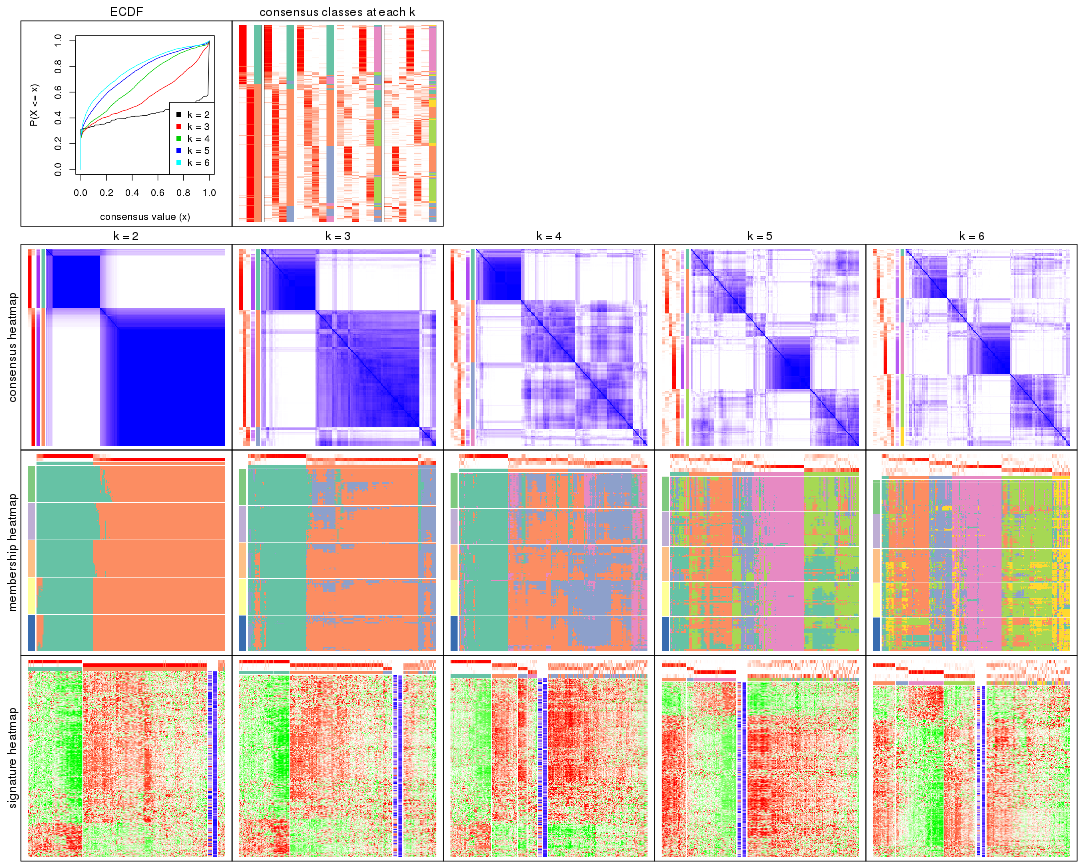 ECDF
consensus classes at each k
P(X <= x)
0.0
0.2
0.4
0.6
0.8
1.0
k = 2
k = 3
k = 4
k = 5
k = 6
0.0 0.2 0.4 0.6 0.8 1.0
consensus value (x)
k = 2
k = 3
k = 4
k = 5
k = 6
consensus heatmap
membership heatmap
signature heatmap